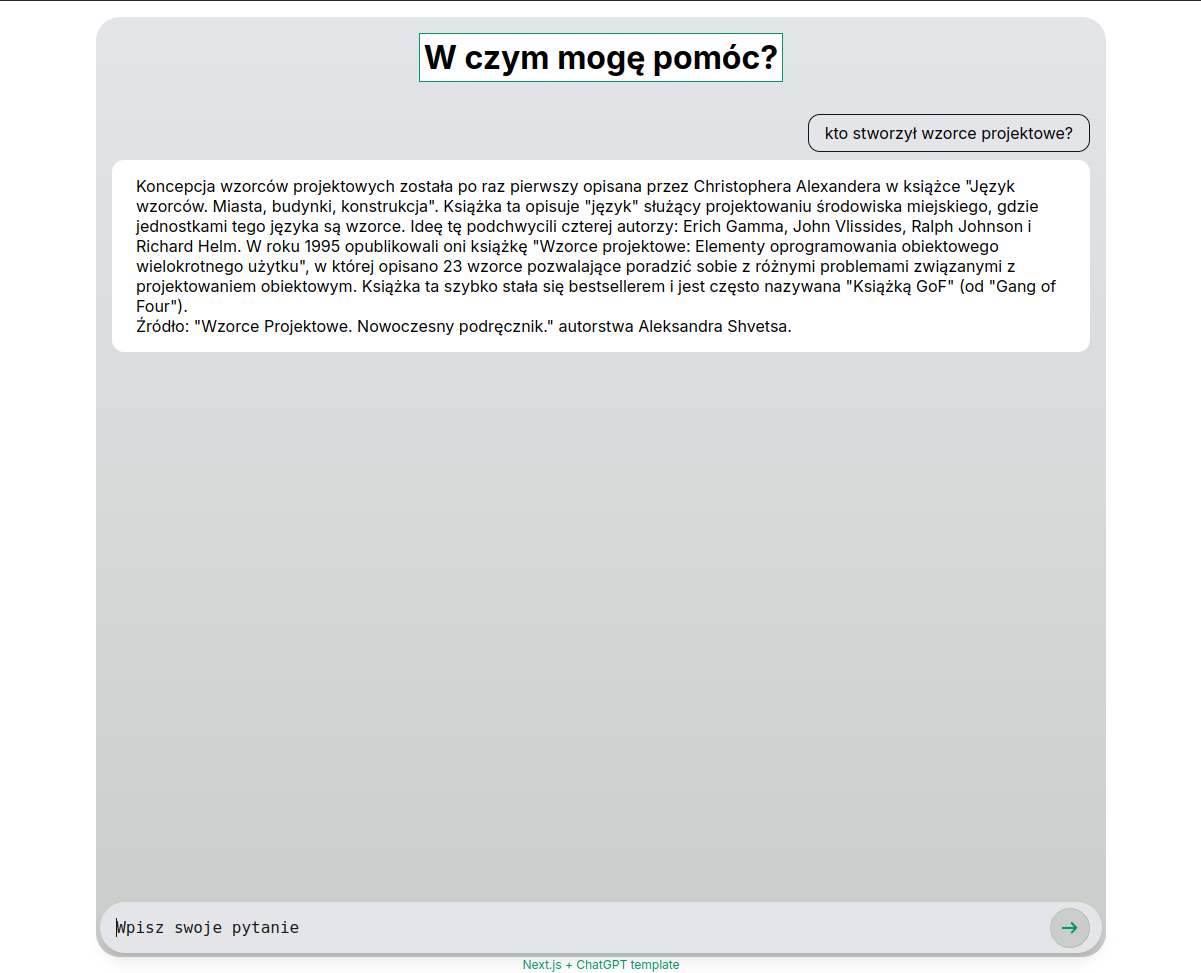 W czym mogę pomóc?
kto stworzył wzorce projektowe?
Koncepcja wzorców projektowych została po raz pierwszy opisana przez Christophera Alexandera w książce "Język
wzorców. Miasta, budynki, konstrukcja". Książka ta opisuje "język" służący projektowaniu środowiska miejskiego, gdzie
jednostkami tego języka są wzorce. Ideę tę podchwycili czterej autorzy: Erich Gamma, John Vlissides, Ralph Johnson i
Richard Helm. W roku 1995 opublikowali oni książkę "Wzorce projektowe: Elementy oprogramowania obiektowego
wielokrotnego użytku", w której opisano 23 wzorce pozwalające poradzić sobie z różnymi problemami związanymi z
projektowaniem obiektowym. Książka ta szybko stała się bestsellerem i jest często nazywana "Książką GoF" (od "Gang of
Four").
Źródło: "Wzorce Projektowe. Nowoczesny podręcznik." autorstwa Aleksandra Shvetsa.
Wpisz swoje pytanie
Next.js + ChatGPT template